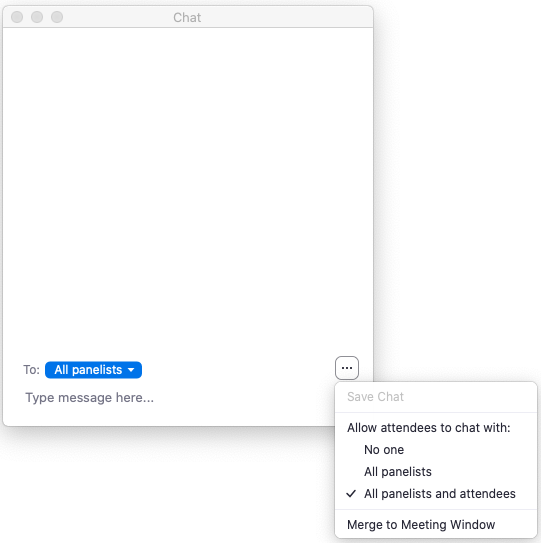 Chat
To: All panelists
Type message here...
Save Chat
Allow attendees to chat with:
No one
All panelists
All panelists and attendees
Merge to Meeting Window